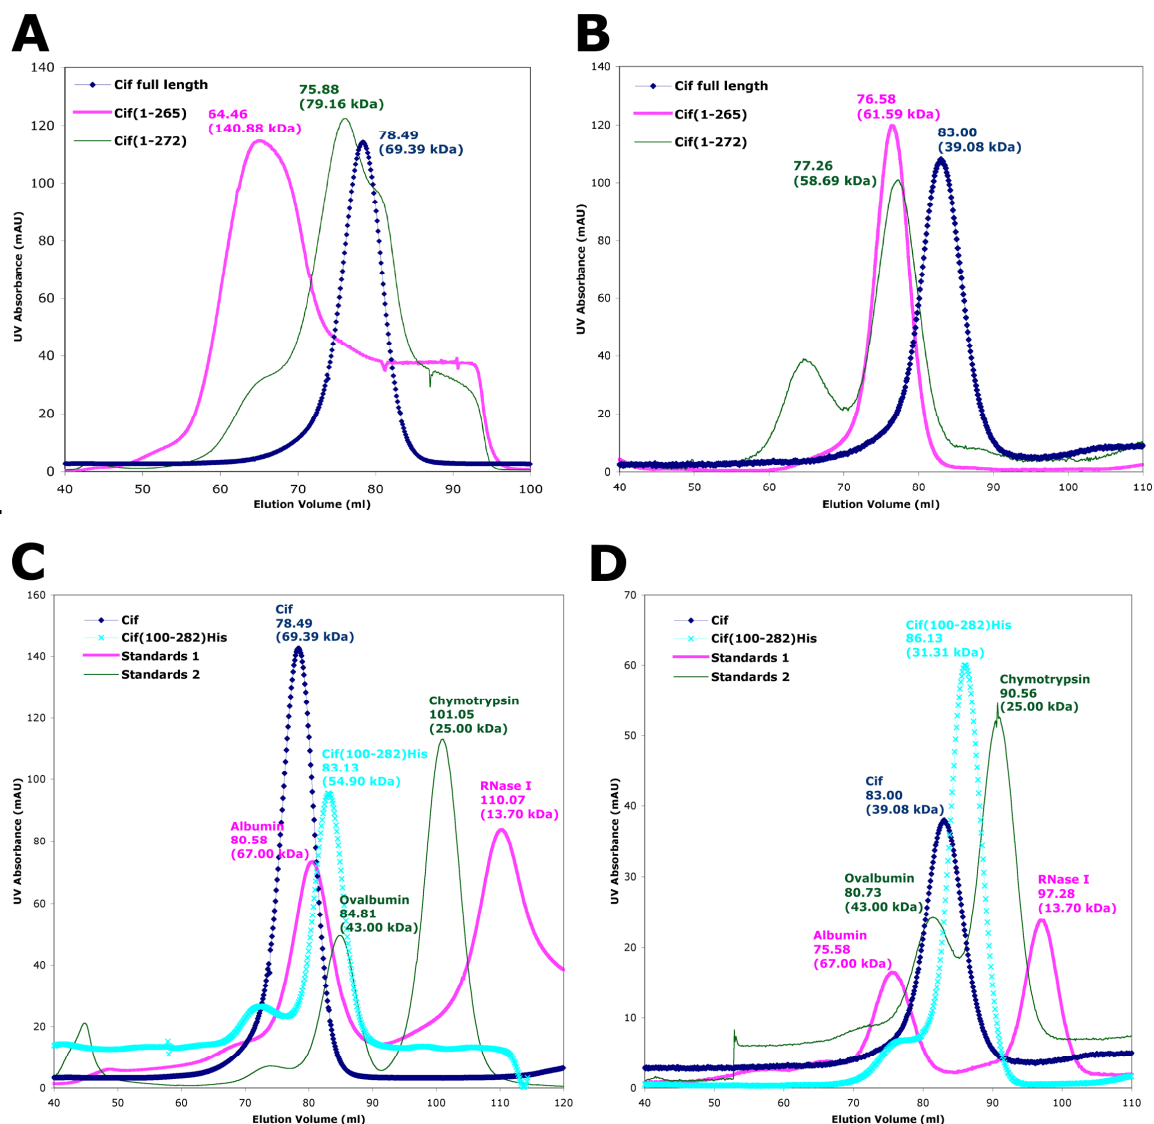 A
Cif full length
Cif(1-265)
Cif(1-272)
64.46
(140.88 kDa)
75.88
(79.16 kDa)
78.49
(69.39 kDa)
UV Absorbance (mAU)
140
120
100
80
60
40
20
0
40 50 60 70 80 90 100
Elution Volume (ml)
B
Cif full length
Cif(1-265)
Cif(1-272)
76.58
(61.59 kDa)
83.00
(39.08 kDa)
77.26
(58.69 kDa)
UV Absorbance (mAU)
140
120
100
80
60
40
20
0
40 50 60 70 80 90 100 110
Elution Volume (ml)
C
Cif
Cif(100-282)His
Standards 1
Standards 2
Cif
78.49
(69.39 kDa)
Chymotrypsin
101.05
(25.00 kDa)
Cif(100-282)His
83.13
(54.90 kDa)
RNase I
110.07
(13.70 kDa)
Albumin
80.58
(67.00 kDa)
Ovalbumin
84.81
(43.00 kDa)
UV Absorbance (mAU)
160
140
120
100
80
60
40
20
0
40 50 60 70 80 90 100 110 120
Elution Volume (ml)
D
Cif
Cif(100-282)His
Standards 1
Standards 2
Cif(100-282)His
86.13
(31.31 kDa)
Chymotrypsin
90.56
(25.00 kDa)
Cif
83.00
(39.08 kDa)
Ovalbumin
80.73
(43.00 kDa)
RNase I
97.28
(13.70 kDa)
Albumin
75.58
(67.00 kDa)
UV Absorbance (mAU)
70
60
50
40
30
20
10
0
40 50 60 70 80 90 100 110
Elution Volume (ml)